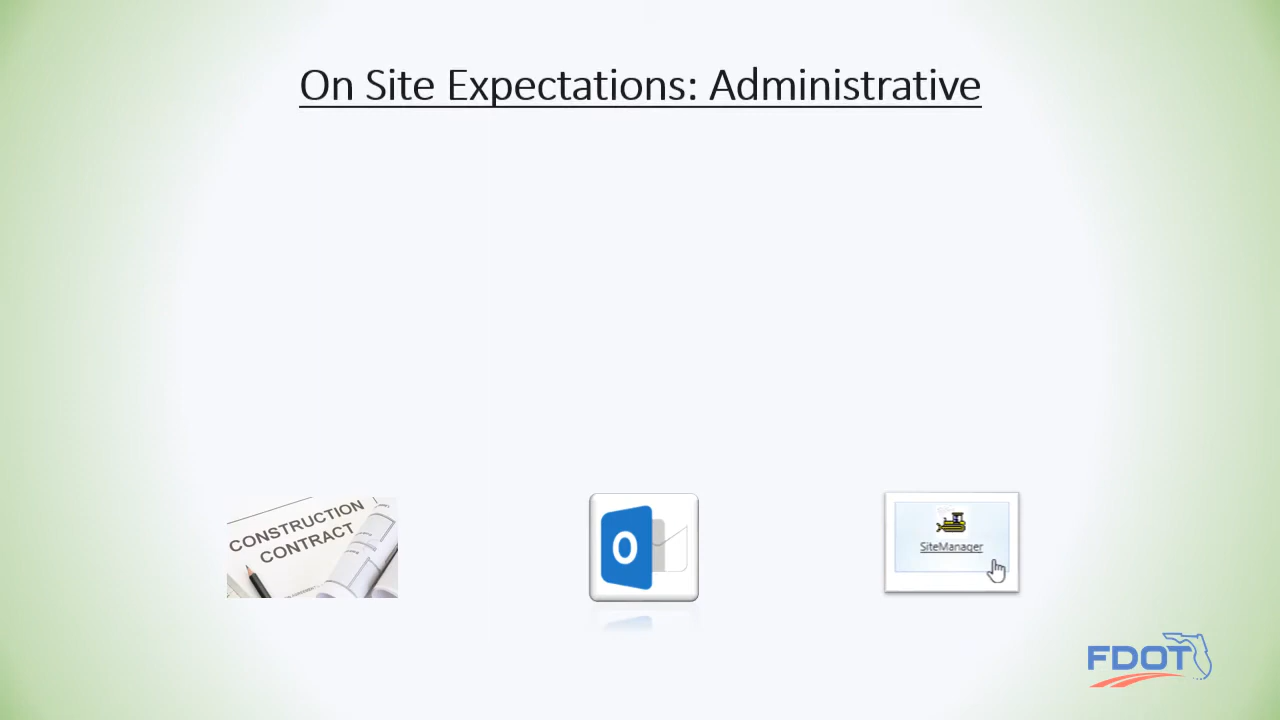 On Site Expectations: Administrative
CONSTRUCTION
CONTRACT
O
SiteManager
FDOT